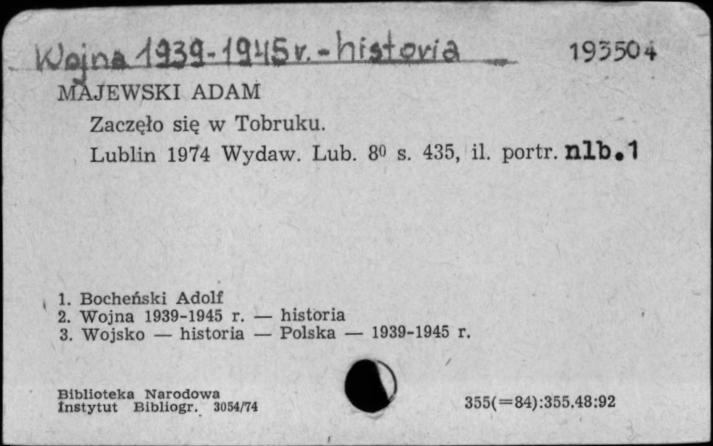 Wojna 1939-1945 r. - historia 193504
MAJEWSKI ADAM
Zaczęło się w Tobruku.
Lublin 1974 Wydaw. Lub. 8⁰ s. 435, il. portr. nlb.1
1. Bocheński Adolf
2. Wojna 1939-1945 r. — historia
3. Wojsko — historia — Polska — 1939-1945 r.
Biblioteka Narodowa
Instytut Bibliogr. 3054/74 355(=84):355.48:92